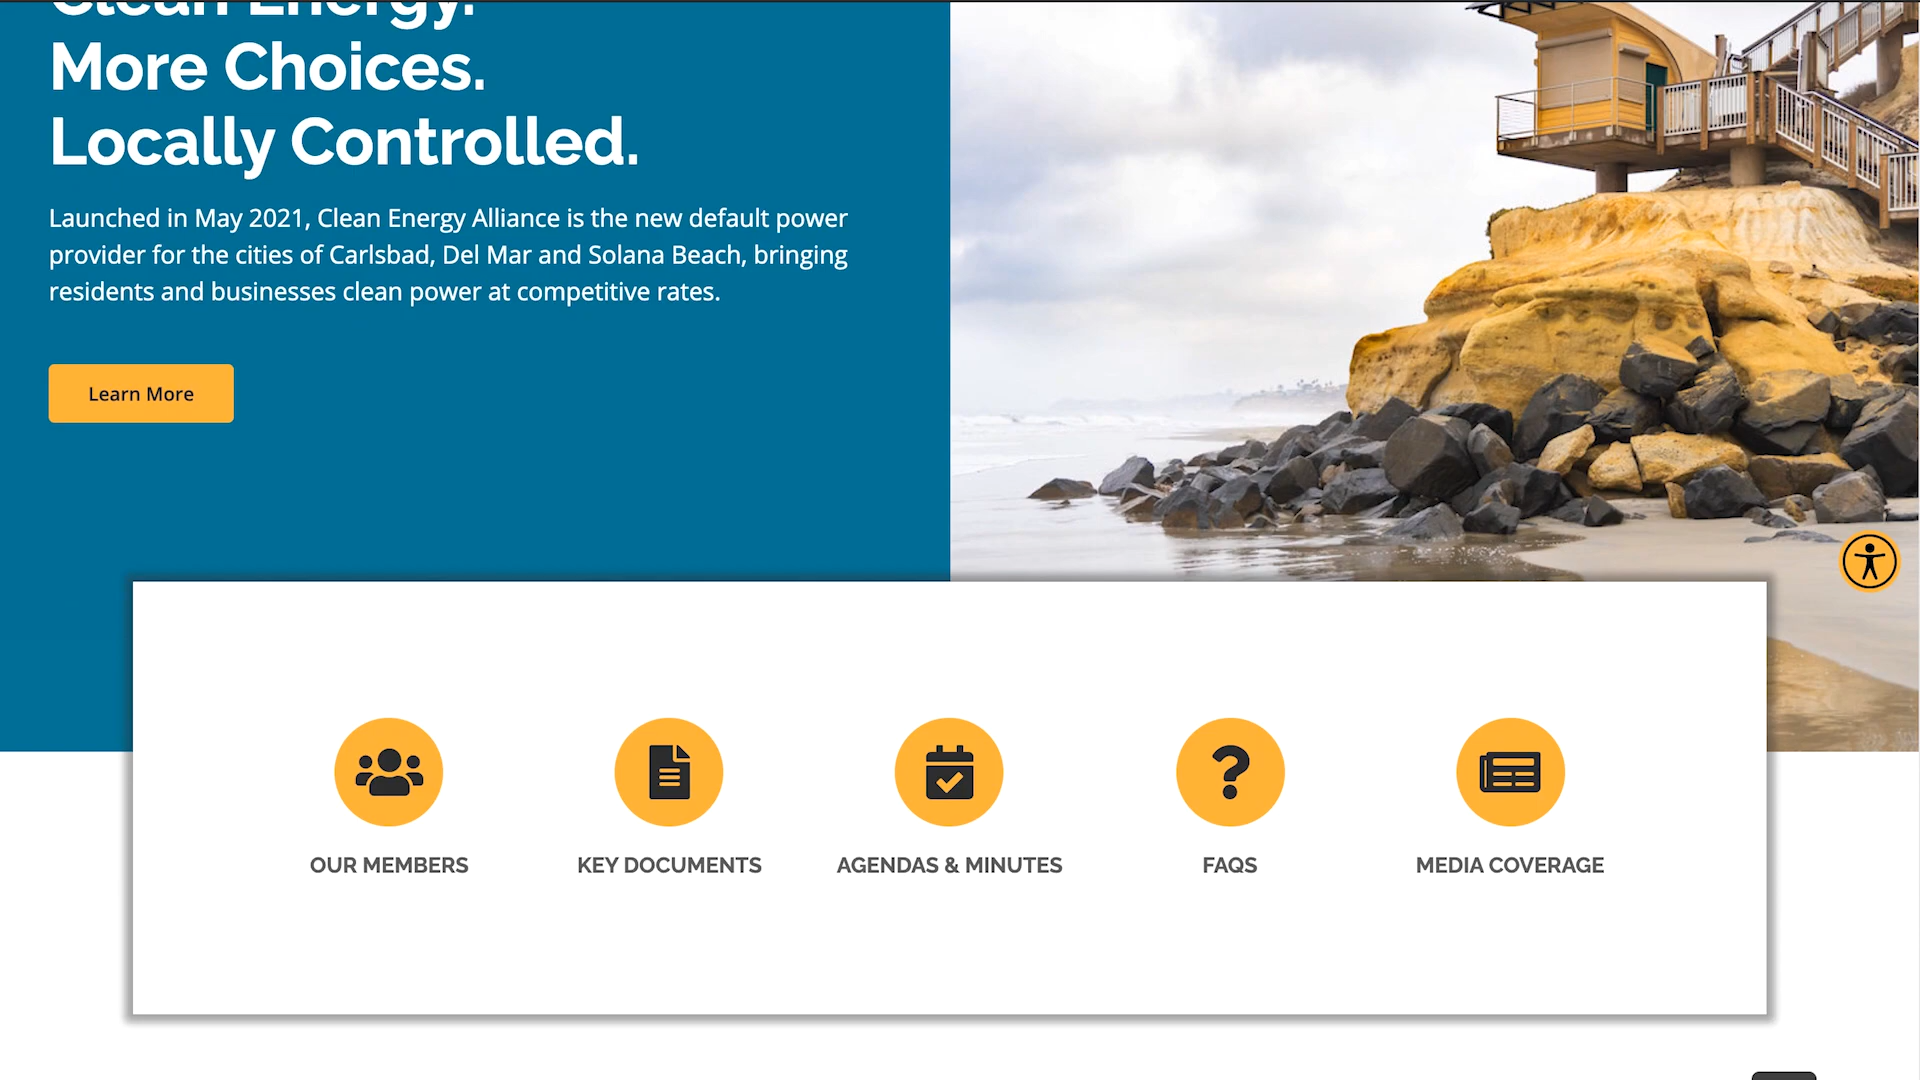 Clean Energy.
More Choices.
Locally Controlled.
Launched in May 2021, Clean Energy Alliance is the new default power
provider for the cities of Carlsbad, Del Mar and Solana Beach, bringing
residents and businesses clean power at competitive rates.
Learn More
OUR MEMBERS
KEY DOCUMENTS
AGENDAS & MINUTES
FAQS
MEDIA COVERAGE